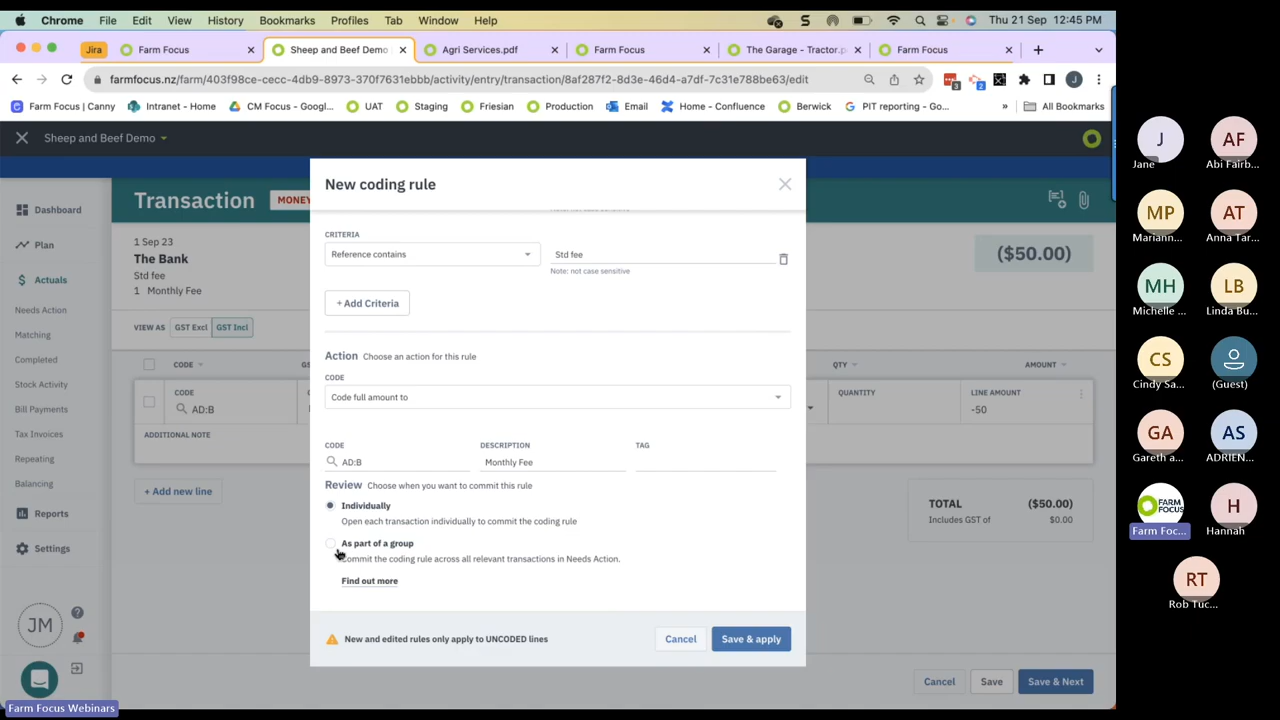 Chrome File Edit View History Bookmarks Profiles Tab Window Help Thu 21 Sep 12:45 PM
Jira Farm Focus Sheep and Beef Demo Agri Services.pdf Farm Focus The Garage - Tractor.p Farm Focus
farmfocus.nz/farm/403f98ce-cecc-4db9-8973-370f7631ebbb/activity/entry/transaction/8af287f2-8d3e-46d4-a7df-7c31e788be63/edit
Farm Focus | Canny Intranet - Home CM Focus - Googl... UAT Staging Friesian Production Email Home - Confluence Berwick PIT reporting - Go... » All Bookmarks
Sheep and Beef Demo
Dashboard
Plan
Actuals
Needs Action
Matching
Completed
Stock Activity
Bill Payments
Tax Invoices
Repeating
Balancing
Reports
Settings
JM
Transaction MONEY
1 Sep 23
The Bank
Std fee
1 Monthly Fee
($50.00)
VIEW AS GST Excl GST Incl
CODE QTY AMOUNT
CODE QUANTITY LINE AMOUNT
AD:B -50
ADDITIONAL NOTE
+ Add new line
TOTAL ($50.00)
Includes GST of $0.00
Cancel Save Save & Next
New coding rule
CRITERIA
Reference contains Std fee
Note: not case sensitive
+ Add Criteria
Action Choose an action for this rule
CODE
Code full amount to
CODE DESCRIPTION TAG
AD:B Monthly Fee
Review Choose when you want to commit this rule
Individually
Open each transaction individually to commit the coding rule
As part of a group
Commit the coding rule across all relevant transactions in Needs Action.
Find out more
New and edited rules only apply to UNCODED lines
Cancel Save & apply
Farm Focus Webinars
J AF
Jane Abi Fairb...
MP AT
Mariann... Anna Tar...
MH LB
Michelle ... Linda Bu...
CS
Cindy Sa... (Guest)
GA AS
Gareth a... ADRIEN...
FARM FOCUS H
Farm Foc... Hannah
RT
Rob Tuc...